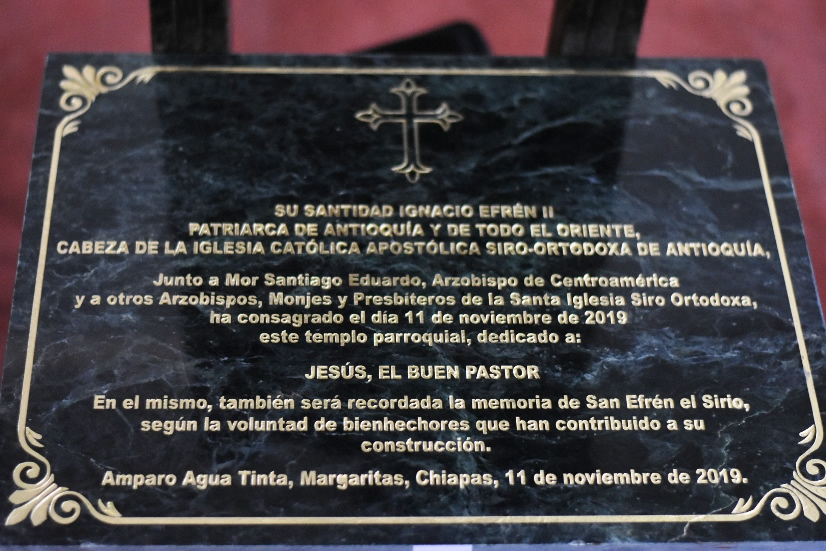 SU SANTIDAD IGNACIO EFRÉN II
PATRIARCA DE ANTIOQUÍA Y DE TODO EL ORIENTE,
CABEZA DE LA IGLESIA CATÓLICA APOSTÓLICA SIRO-ORTODOXA DE ANTIOQUÍA,
Junto a Mor Santiago Eduardo, Arzobispo de Centroamérica
y a otros Arzobispos, Monjes y Presbiteros de la Santa Iglesia Siro Ortodoxa,
ha consagrado el día 11 de noviembre de 2019
este templo parroquial, dedicado a:
JESÚS, EL BUEN PASTOR
En el mismo, también será recordada la memoria de San Efrén el Sirio,
según la voluntad de bienhechores que han contribuido a su
construcción.
Amparo Agua Tinta, Margaritas, Chiapas, 11 de noviembre de 2019.